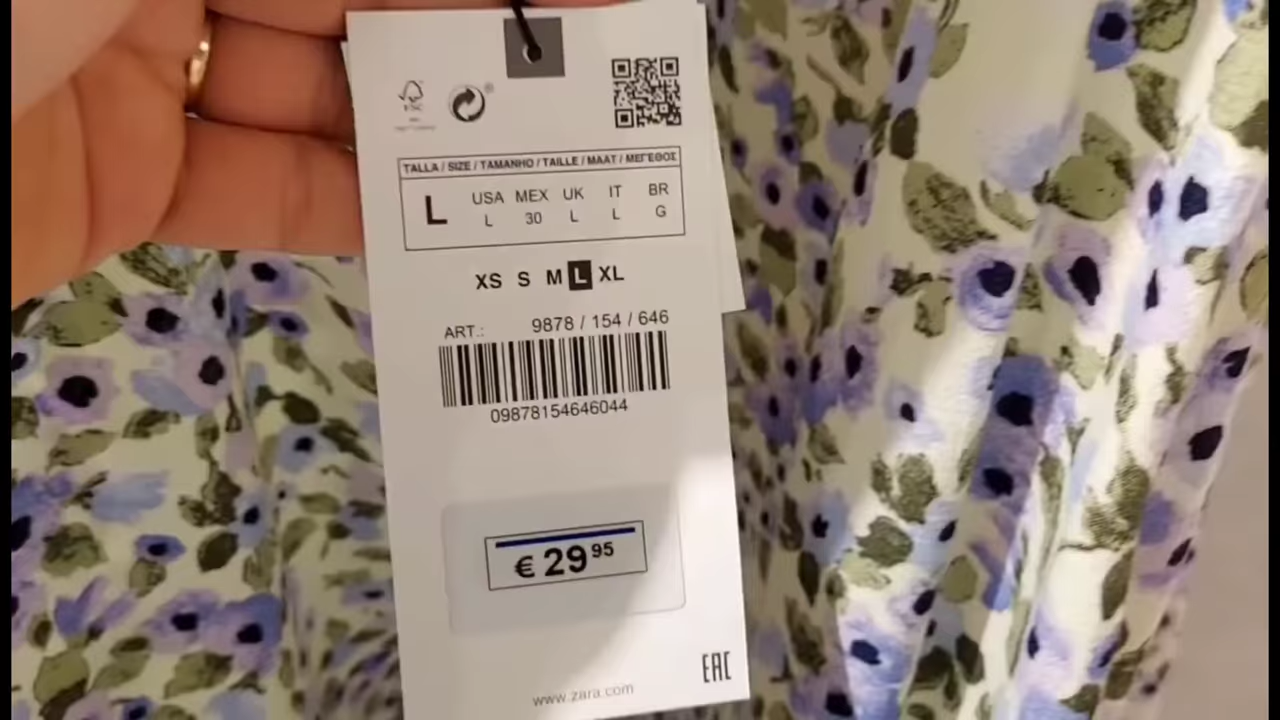 FSC
TALLA / SIZE / TAMANHO / TAILLE / MAAT / ΜΕΓΕΘΟΣ
L
USA MEX UK IT BR
L 30 L L G
XS S M L XL
ART.: 9878 / 154 / 646
09878154646044
€ 29 95
EAC
www.zara.com